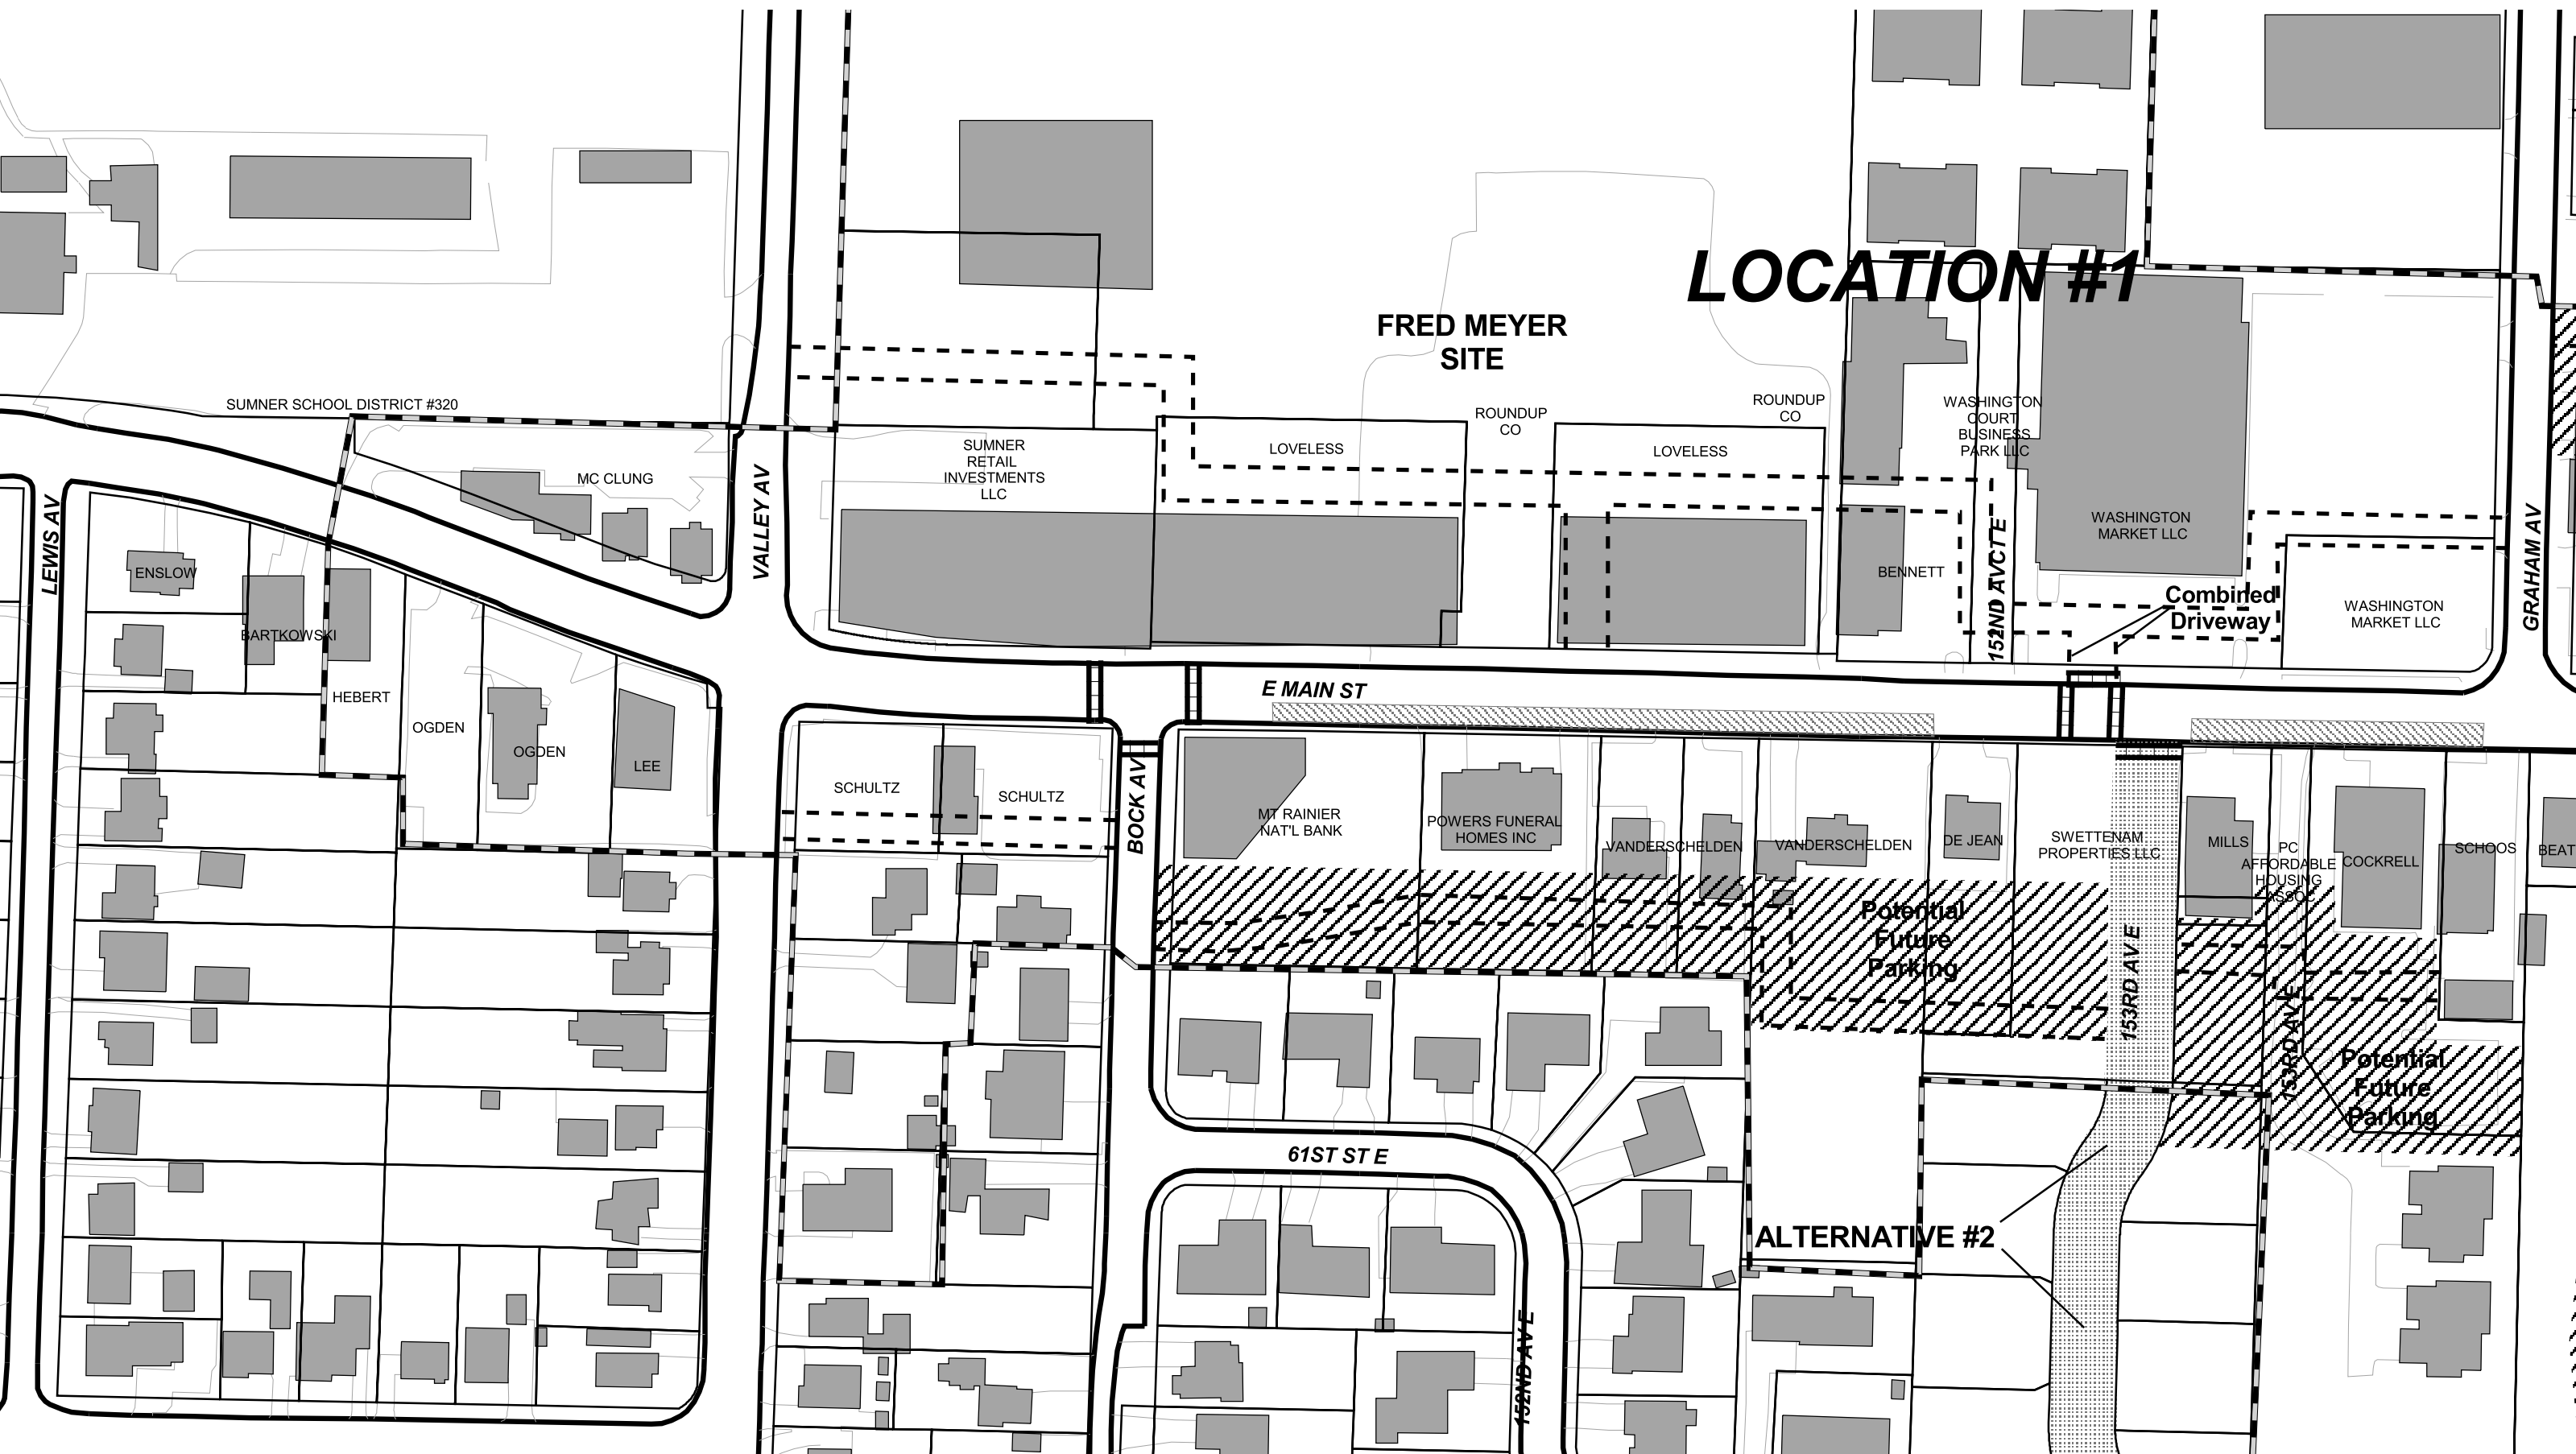 LOCATION #1
FRED MEYER
SITE
SUMNER SCHOOL DISTRICT #320
MC CLUNG
VALLEY AV
SUMNER
RETAIL
INVESTMENTS
LLC
LOVELESS
ROUNDUP
CO
LOVELESS
ROUNDUP
CO
WASHINGTON
COURT
BUSINESS
PARK LLC
BENNETT
152ND AVCT E
WASHINGTON
MARKET LLC
Combined
Driveway
WASHINGTON
MARKET LLC
GRAHAM AV
LEWIS AV
ENSLOW
BARTKOWSKI
HEBERT
OGDEN
OGDEN
LEE
E MAIN ST
SCHULTZ
SCHULTZ
BOCK AV
MT RAINIER
NAT'L BANK
POWERS FUNERAL
HOMES INC
VANDERSCHELDEN
VANDERSCHELDEN
DE JEAN
SWETTENAM
PROPERTIES LLC
MILLS
PC
AFFORDABLE
HOUSING
ASSOC
COCKRELL
SCHOOS
BEAT
Potential
Future
Parking
153RD AV E
153RD AV E
Potential
Future
Parking
61ST ST E
ALTERNATIVE #2
152ND AV E